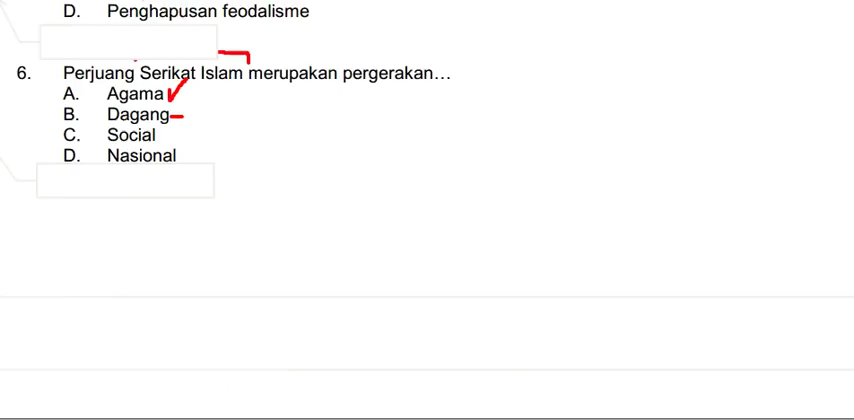 D. Penghapusan feodalisme
6. Perjuang Serikat Islam merupakan pergerakan…
A. Agama
B. Dagang
C. Social
D. Nasional